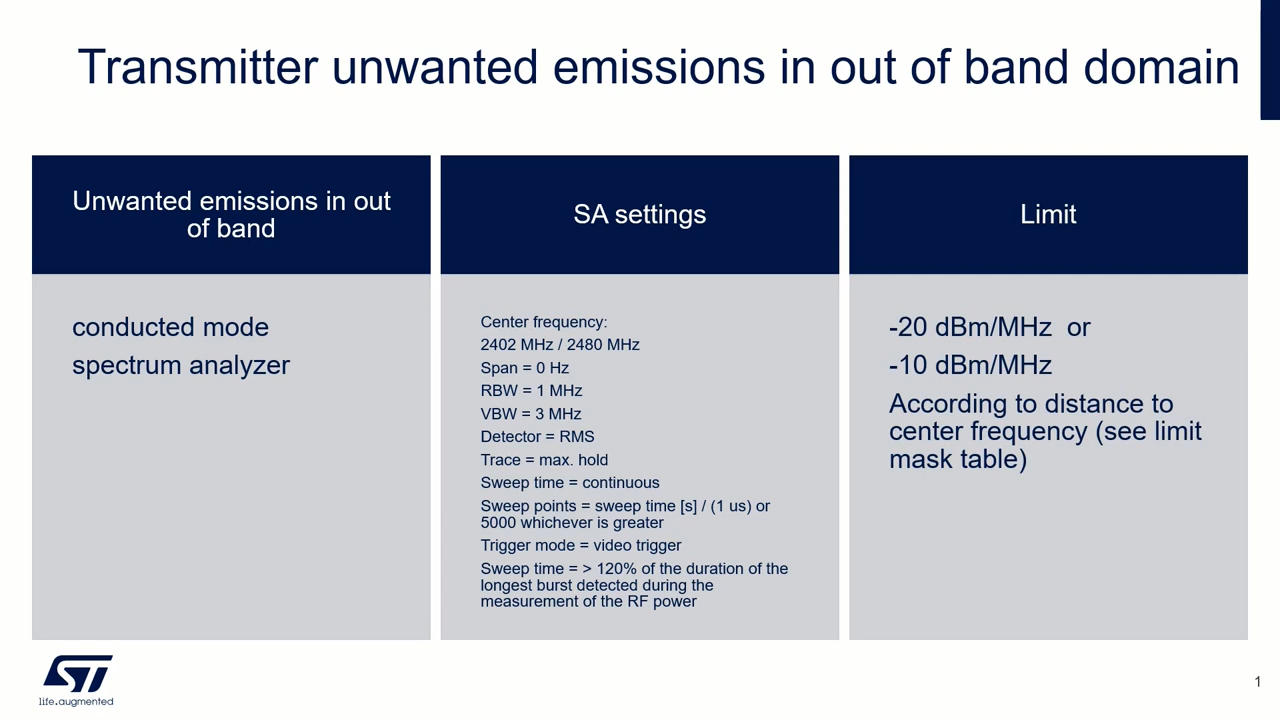 Transmitter unwanted emissions in out of band domain
Unwanted emissions in out
of band
conducted mode
spectrum analyzer
SA settings
Center frequency:
2402 MHz / 2480 MHz
Span = 0 Hz
RBW = 1 MHz
VBW = 3 MHz
Detector = RMS
Trace = max. hold
Sweep time = continuous
Sweep points = sweep time [s] / (1 us) or
5000 whichever is greater
Trigger mode = video trigger
Sweep time = > 120% of the duration of the
longest burst detected during the
measurement of the RF power
Limit
-20 dBm/MHz  or
-10 dBm/MHz
According to distance to
center frequency (see limit
mask table)
ST
life.augmented
1